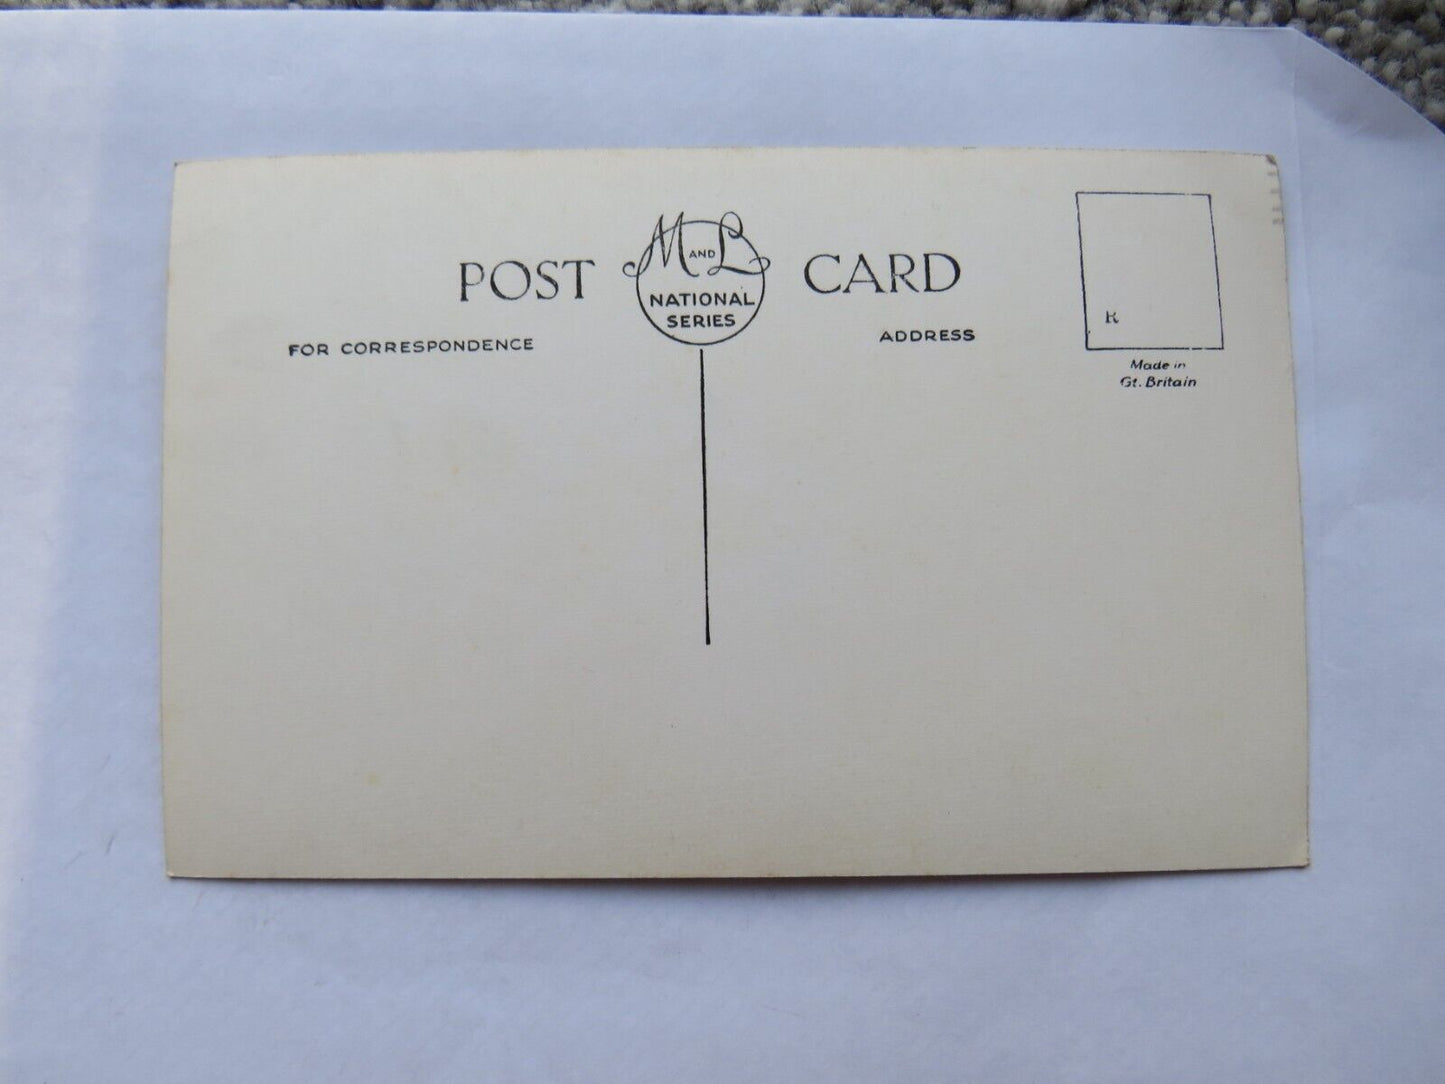 POST M AND L CARD
NATIONAL
SERIES
FOR CORRESPONDENCE
ADDRESS
R
Made in
Gt. Britain